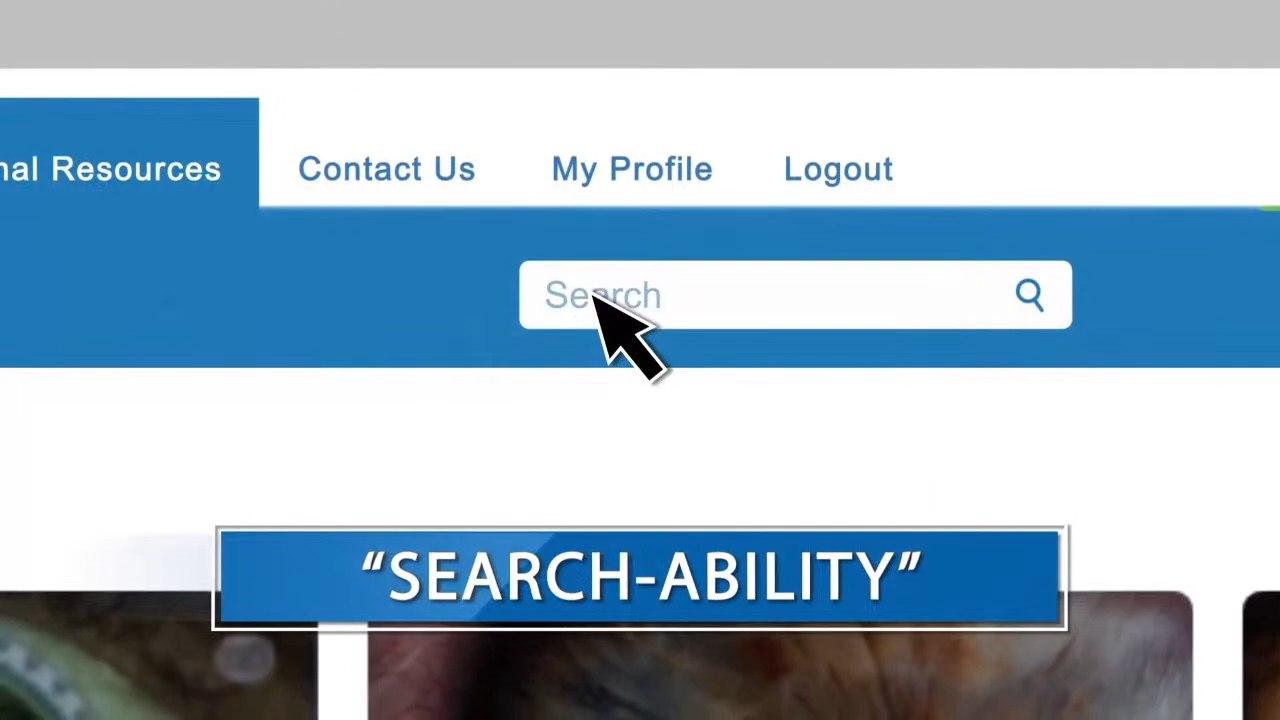 nal Resources Contact Us My Profile Logout
Search
“SEARCH-ABILITY”